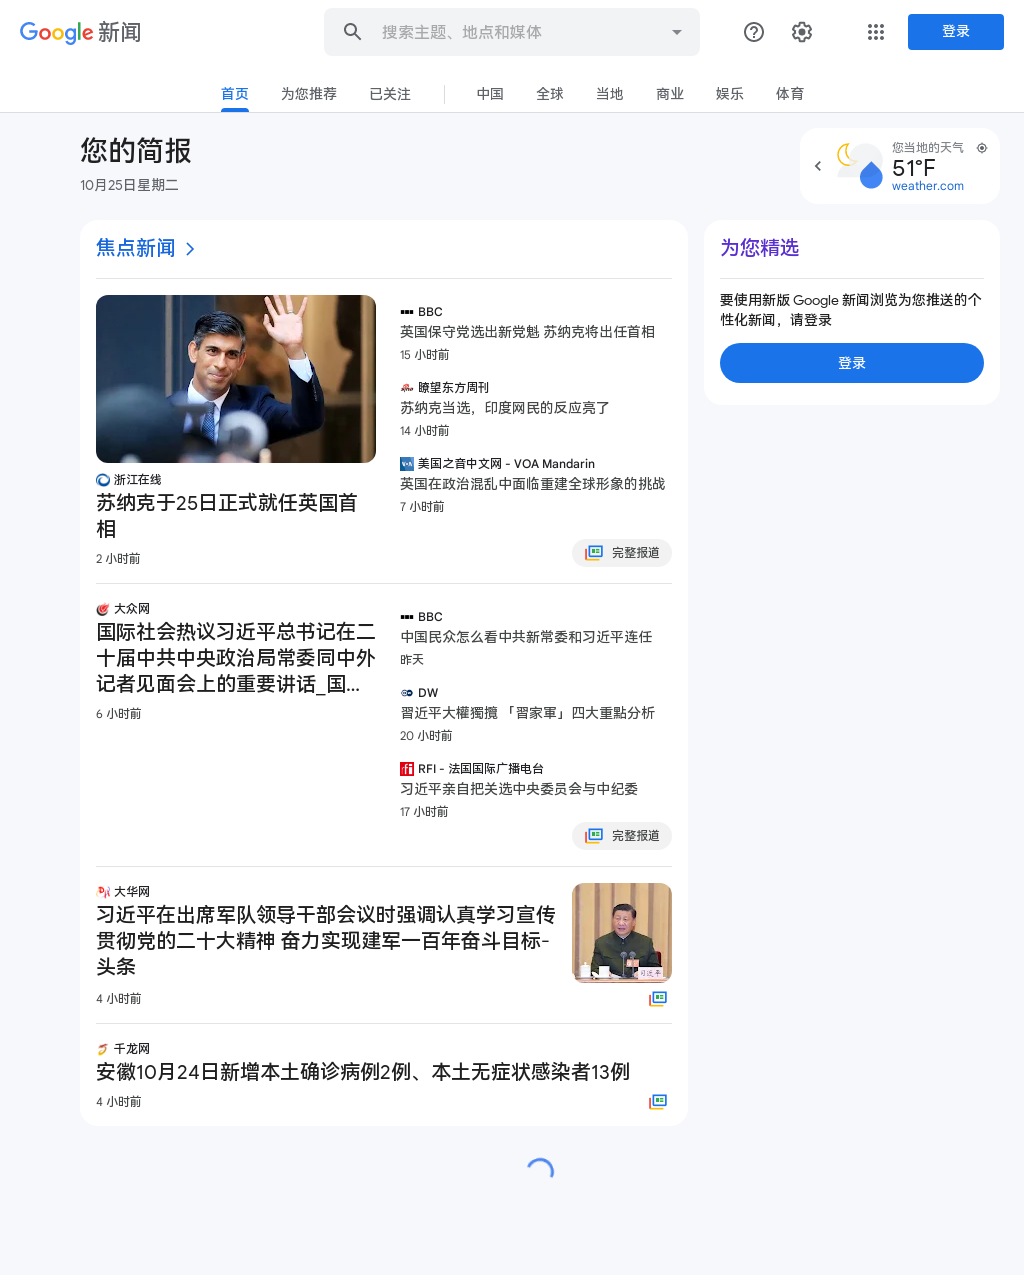 Google 新闻
搜索主题、地点和媒体
登录
首页
为您推荐
已关注
中国
全球
当地
商业
娱乐
体育
您的简报
10月25日星期二
您当地的天气
51°F
weather.com
焦点新闻
浙江在线
苏纳克于25日正式就任英国首
相
2 小时前
BBC
英国保守党选出新党魁 苏纳克将出任首相
15 小时前
瞭望东方周刊
苏纳克当选，印度网民的反应亮了
14 小时前
VOA
美国之音中文网 - VOA Mandarin
英国在政治混乱中面临重建全球形象的挑战
7 小时前
完整报道
大众网
国际社会热议习近平总书记在二
十届中共中央政治局常委同中外
记者见面会上的重要讲话_国...
6 小时前
BBC
中国民众怎么看中共新常委和习近平连任
昨天
DW
習近平大權獨攬 「習家軍」四大重點分析
20 小时前
rfi
RFI - 法国国际广播电台
习近平亲自把关选中央委员会与中纪委
17 小时前
完整报道
大华网
习近平在出席军队领导干部会议时强调认真学习宣传
贯彻党的二十大精神 奋力实现建军一百年奋斗目标-
头条
4 小时前
习近平
千龙网
安徽10月24日新增本土确诊病例2例、本土无症状感染者13例
4 小时前
为您精选
要使用新版 Google 新闻浏览为您推送的个
性化新闻，请登录
登录